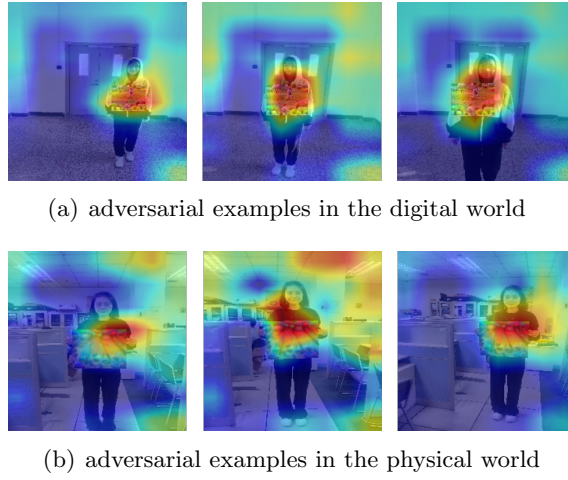 (a) adversarial examples in the digital world
(b) adversarial examples in the physical world